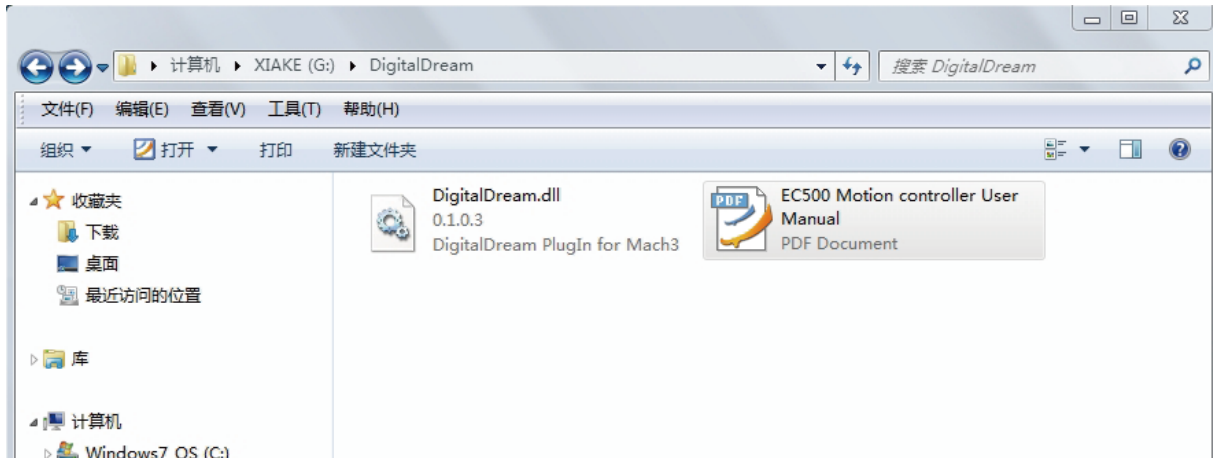 计算机 XIAKE (G:) DigitalDream
搜索 DigitalDream
文件(F) 编辑(E) 查看(V) 工具(T) 帮助(H)
组织 打开 打印 新建文件夹
收藏夹
下载
桌面
最近访问的位置
库
计算机
Windows7_OS (C:)
DigitalDream.dll
0.1.0.3
DigitalDream PlugIn for Mach3
PDF
EC500 Motion controller User
Manual
PDF Document